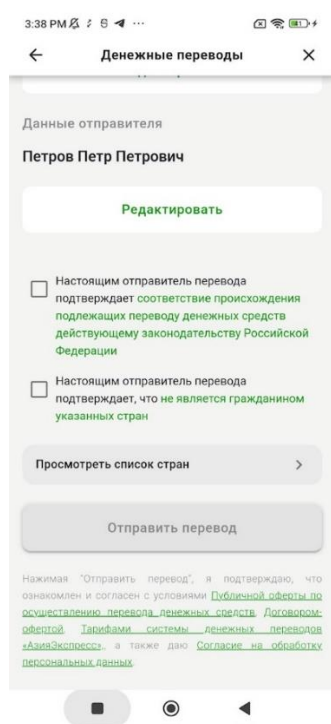 3:38 PM
Денежные переводы
Данные отправителя
Петров Петр Петрович
Редактировать
Настоящим отправитель перевода
подтверждает соответствие происхождения
подлежащих переводу денежных средств
действующему законодательству Российской
Федерации
Настоящим отправитель перевода
подтверждает, что не является гражданином
указанных стран
Просмотреть список стран
Отправить перевод
Нажимая "Отправить перевод", я подтверждаю, что
ознакомлен и согласен с условиями Публичной оферты по
осуществлению перевода денежных средств, Договором-
офертой, Тарифами системы денежных переводов
«АзияЭкспресс», а также даю Согласие на обработку
персональных данных.